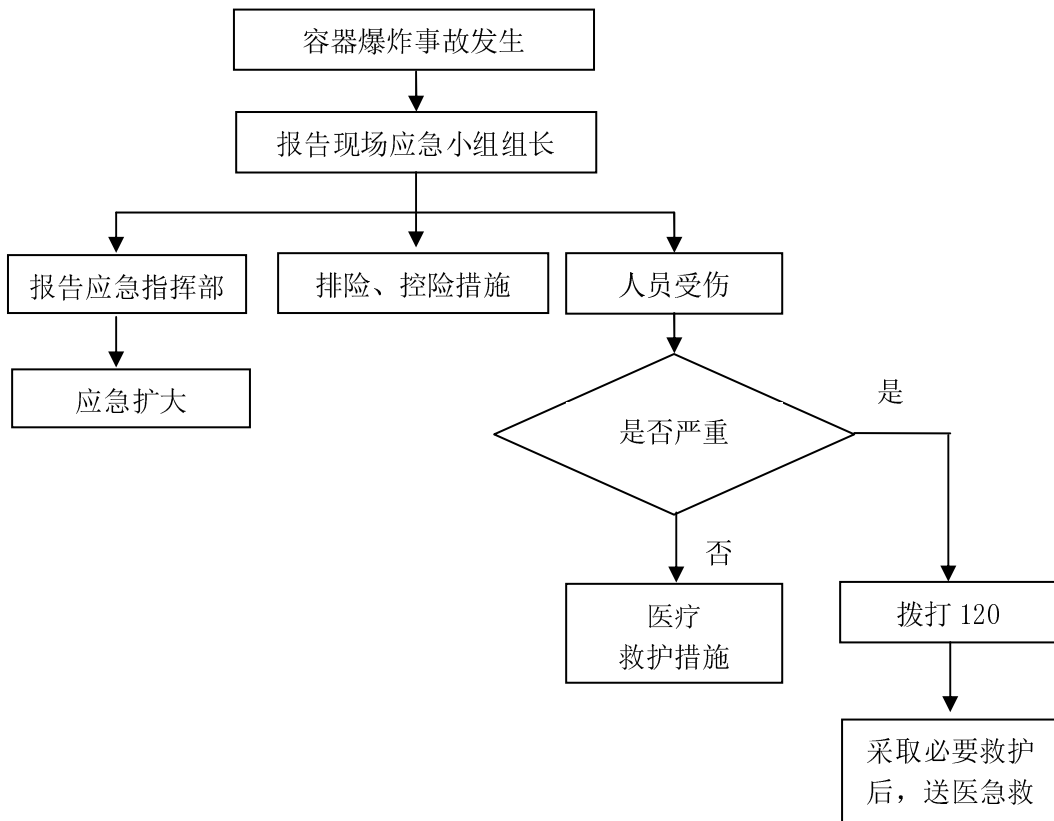 容器爆炸事故发生
报告现场应急小组组长
报告应急指挥部
排险、控险措施
人员受伤
应急扩大
是
是否严重
否
医疗
救护措施
拨打 120
采取必要救护
后，送医急救